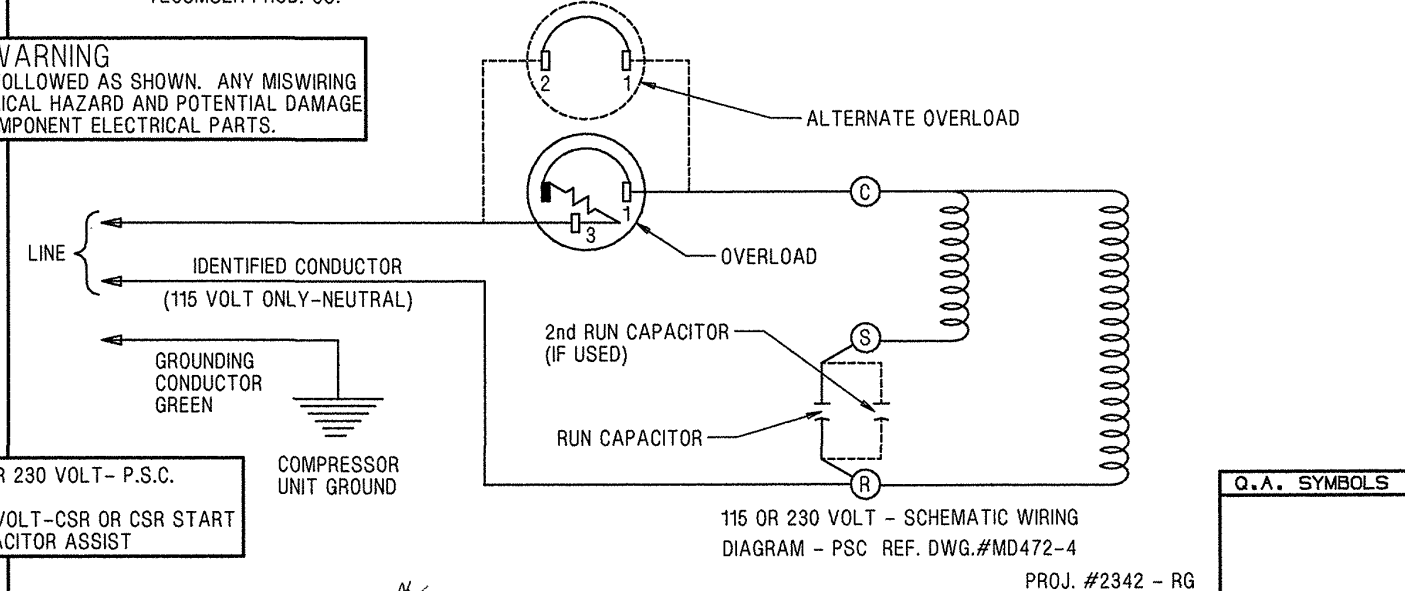 TECUMSEH PROD. CO.
WARNING
FOLLOWED AS SHOWN. ANY MISWIRING
ICAL HAZARD AND POTENTIAL DAMAGE
MPONENT ELECTRICAL PARTS.
2 1
ALTERNATE OVERLOAD
1
3
OVERLOAD
C
LINE
IDENTIFIED CONDUCTOR
(115 VOLT ONLY-NEUTRAL)
2nd RUN CAPACITOR
(IF USED)
S
GROUNDING
CONDUCTOR
GREEN
RUN CAPACITOR
COMPRESSOR
UNIT GROUND
R
R 230 VOLT- P.S.C.
VOLT-CSR OR CSR START
ACITOR ASSIST
115 OR 230 VOLT - SCHEMATIC WIRING
DIAGRAM - PSC REF. DWG.#MD472-4
PROJ. #2342 - RG
Q.A. SYMBOLS